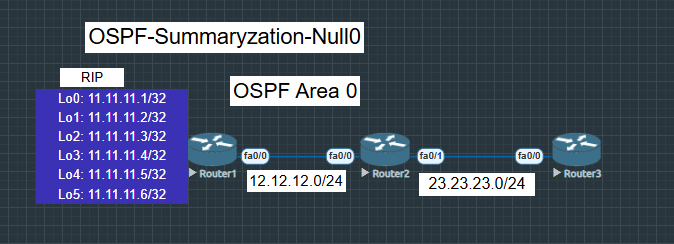 OSPF-Summaryzation-Null0
RIP
OSPF Area 0
Lo0: 11.11.11.1/32
Lo1: 11.11.11.2/32
Lo2: 11.11.11.3/32
Lo3: 11.11.11.4/32
Lo4: 11.11.11.5/32
Lo5: 11.11.11.6/32
fa0/0
fa0/0
fa0/1
fa0/0
Router1
Router2
Router3
12.12.12.0/24
23.23.23.0/24